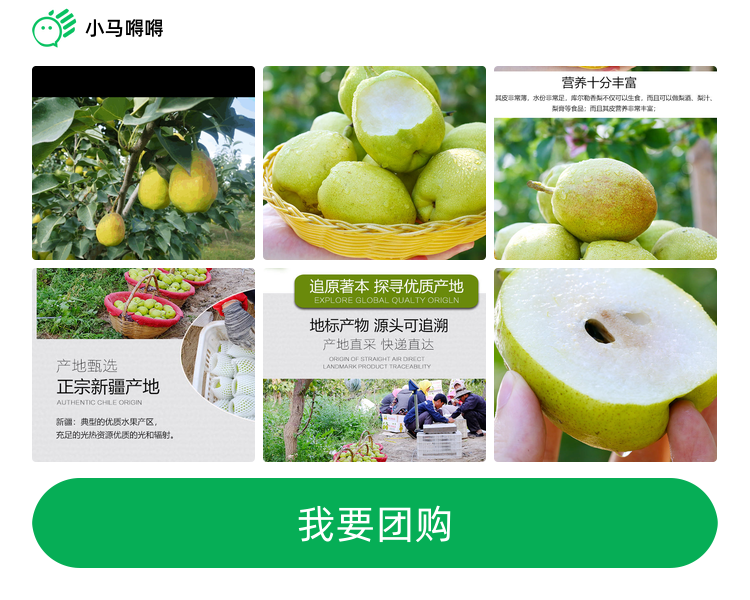 小马嘚嘚
营养十分丰富
其皮非常薄，水份非常足，库尔勒香梨不仅可以生食，而且可以做梨酒、梨汁、
梨膏等食品；而且其皮营养非常丰富；
产地甄选
正宗新疆产地
AUTHENTIC CHILE ORIGIN
新疆：典型的优质水果产区，
充足的光热资源优质的光和辐射。
追原著本 探寻优质产地
EXPLORE GLOBAL QUALTY ORIGLN
地标产物 源头可追溯
产地直采 快递直达
ORIGIN OF STRAIGHT AIR DIRECT
LANDMARK PRODUCT TRACEABILITY
我要团购